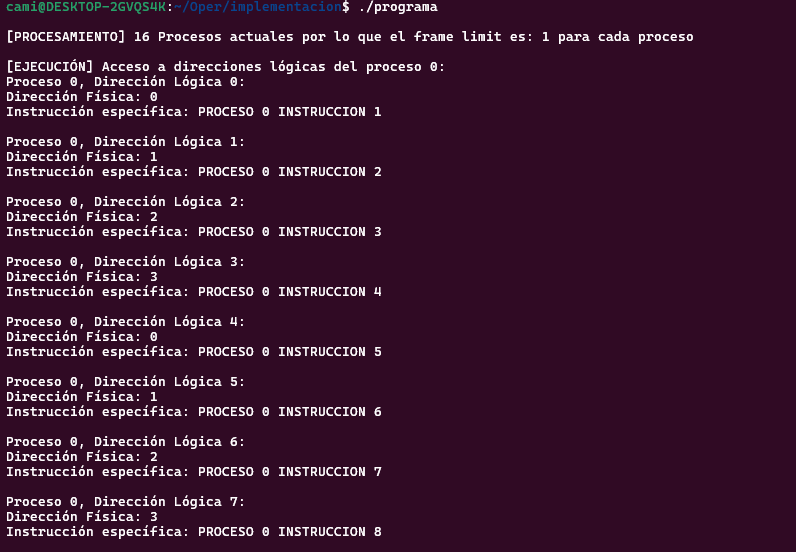 cami@DESKTOP-2GVQS4K:~/Oper/implementacion$ ./programa
[PROCESAMIENTO] 16 Procesos actuales por lo que el frame limit es: 1 para cada proceso
[EJECUCIÓN] Acceso a direcciones lógicas del proceso 0:
Proceso 0, Dirección Lógica 0:
Dirección Física: 0
Instrucción específica: PROCESO 0 INSTRUCCION 1
Proceso 0, Dirección Lógica 1:
Dirección Física: 1
Instrucción específica: PROCESO 0 INSTRUCCION 2
Proceso 0, Dirección Lógica 2:
Dirección Física: 2
Instrucción específica: PROCESO 0 INSTRUCCION 3
Proceso 0, Dirección Lógica 3:
Dirección Física: 3
Instrucción específica: PROCESO 0 INSTRUCCION 4
Proceso 0, Dirección Lógica 4:
Dirección Física: 0
Instrucción específica: PROCESO 0 INSTRUCCION 5
Proceso 0, Dirección Lógica 5:
Dirección Física: 1
Instrucción específica: PROCESO 0 INSTRUCCION 6
Proceso 0, Dirección Lógica 6:
Dirección Física: 2
Instrucción específica: PROCESO 0 INSTRUCCION 7
Proceso 0, Dirección Lógica 7:
Dirección Física: 3
Instrucción específica: PROCESO 0 INSTRUCCION 8